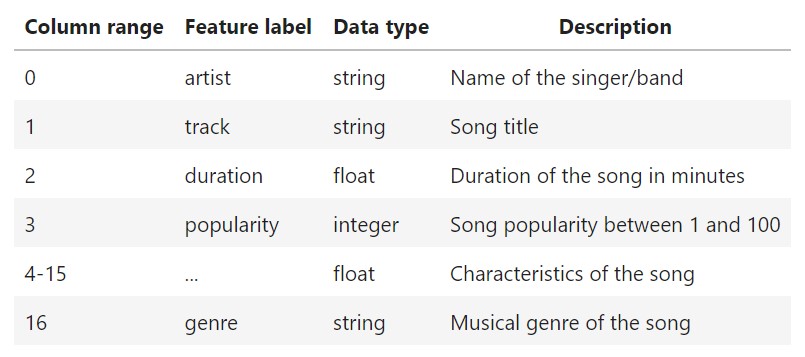 Column range Feature label Data type Description
0 artist string Name of the singer/band
1 track string Song title
2 duration float Duration of the song in minutes
3 popularity integer Song popularity between 1 and 100
4-15 ... float Characteristics of the song
16 genre string Musical genre of the song